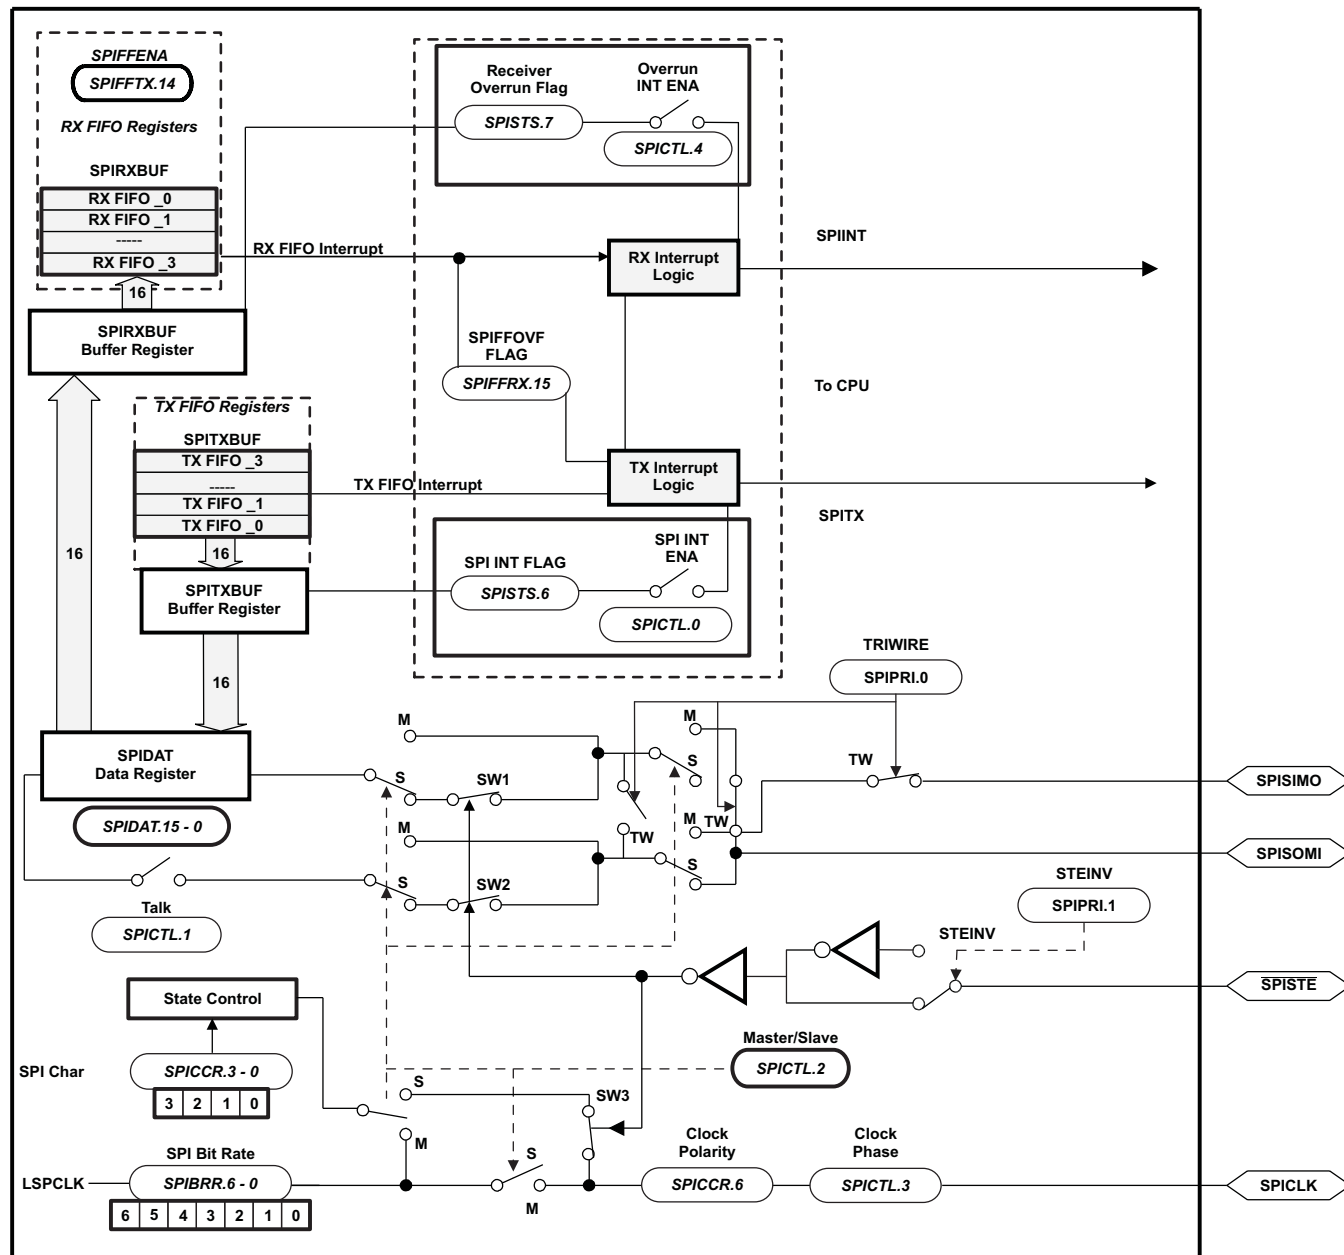 SPIFFENA
SPIFFTX.14
RX FIFO Registers
SPIRXBUF
RX FIFO _0
RX FIFO _1
-----
RX FIFO _3
16
SPIRXBUF
Buffer Register
Receiver
Overrun Flag
SPISTS.7
Overrun
INT ENA
SPICTL.4
RX FIFO Interrupt
RX Interrupt
Logic
SPIINT
SPIFFOVF
FLAG
SPIFFRX.15
To CPU
TX FIFO Registers
SPITXBUF
TX FIFO _3
-----
TX FIFO _1
TX FIFO _0
16
16
TX FIFO Interrupt
TX Interrupt
Logic
SPITX
SPITXBUF
Buffer Register
SPI INT FLAG
SPISTS.6
SPI INT
ENA
SPICTL.0
16
TRIWIRE
SPIPRI.0
SPIDAT
Data Register
SPIDAT.15 - 0
M
S
SW1
M
S
TW
M
TW
TW
SPISIMO
M
S
SW2
S
SPISOMI
Talk
SPICTL.1
STEINV
SPIPRI.1
STEINV
SPISTE
State Control
SPI Char
SPICCR.3 - 0
3 2 1 0
Master/Slave
SPICTL.2
S
M
SW3
LSPCLK
SPI Bit Rate
SPIBRR.6 - 0
6 5 4 3 2 1 0
S
M
Clock
Polarity
SPICCR.6
Clock
Phase
SPICTL.3
SPICLK